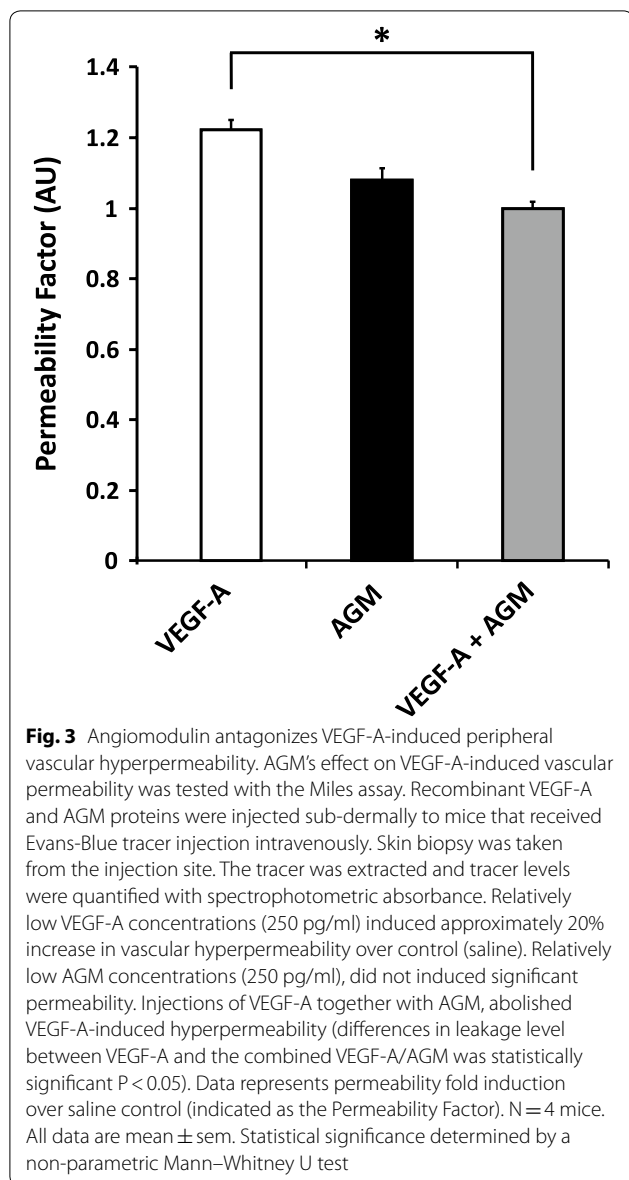 *
1.4
1.2
1
0.8
0.6
0.4
0.2
0
Permeability Factor (AU)
VEGF-A
AGM
VEGF-A + AGM
Fig. 3 Angiomodulin antagonizes VEGF-A-induced peripheral
vascular hyperpermeability. AGM’s effect on VEGF-A-induced vascular
permeability was tested with the Miles assay. Recombinant VEGF-A
and AGM proteins were injected sub-dermally to mice that received
Evans-Blue tracer injection intravenously. Skin biopsy was taken
from the injection site. The tracer was extracted and tracer levels
were quantified with spectrophotometric absorbance. Relatively
low VEGF-A concentrations (250 pg/ml) induced approximately 20%
increase in vascular hyperpermeability over control (saline). Relatively
low AGM concentrations (250 pg/ml), did not induced significant
permeability. Injections of VEGF-A together with AGM, abolished
VEGF-A-induced hyperpermeability (differences in leakage level
between VEGF-A and the combined VEGF-A/AGM was statistically
significant P < 0.05). Data represents permeability fold induction
over saline control (indicated as the Permeability Factor). N = 4 mice.
All data are mean ± sem. Statistical significance determined by a
non-parametric Mann–Whitney U test